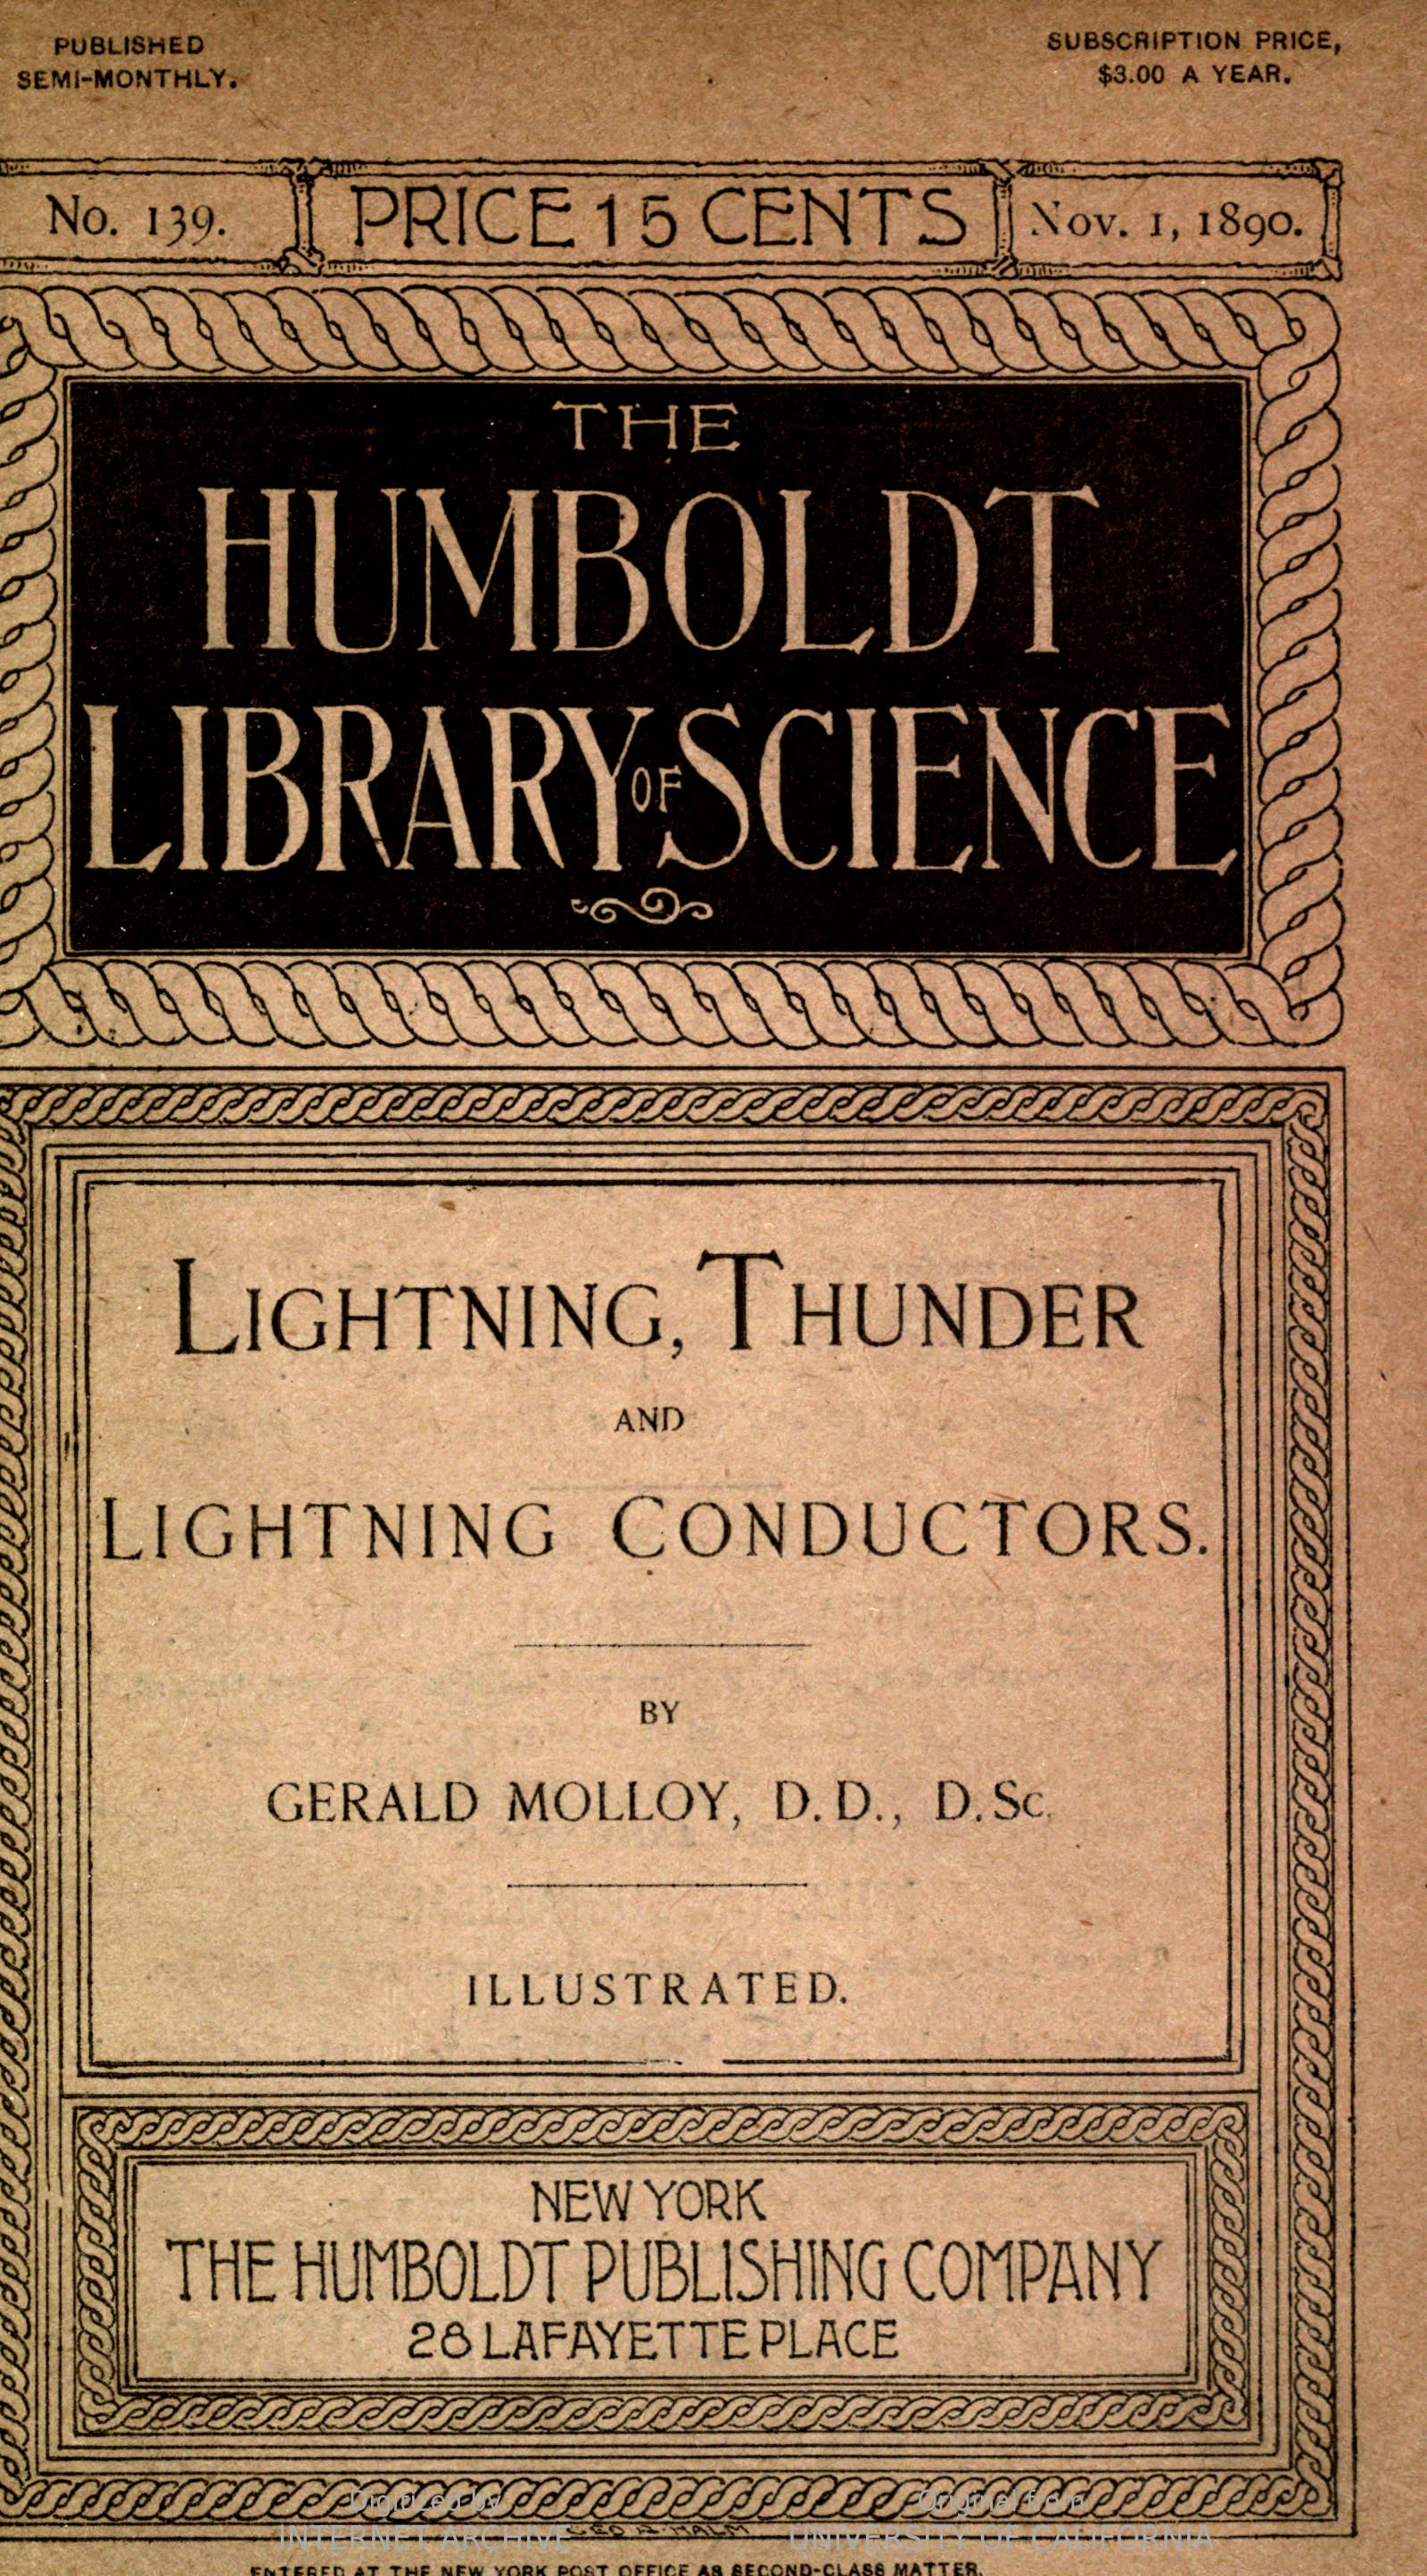 PUBLISHED
SEMI-MONTHLY.
SUBSCRIPTION PRICE,
$3.00 A YEAR.
No. 139.
PRICE 15 CENTS
Nov. 1, 1890.
THE
HUMBOLDT
LIBRARY OF SCIENCE
LIGHTNING, THUNDER
AND
LIGHTNING CONDUCTORS.
BY
GERALD MOLLOY, D.D., D.Sc.
ILLUSTRATED.
NEW YORK
THE HUMBOLDT PUBLISHING COMPANY
28 LAFAYETTE PLACE
Digitized by
INTERNET ARCHIVE
Original from
UNIVERSITY OF CALIFORNIA
GEO R. HALM
ENTERED AT THE NEW YORK POST OFFICE AS SECOND-CLASS MATTER.